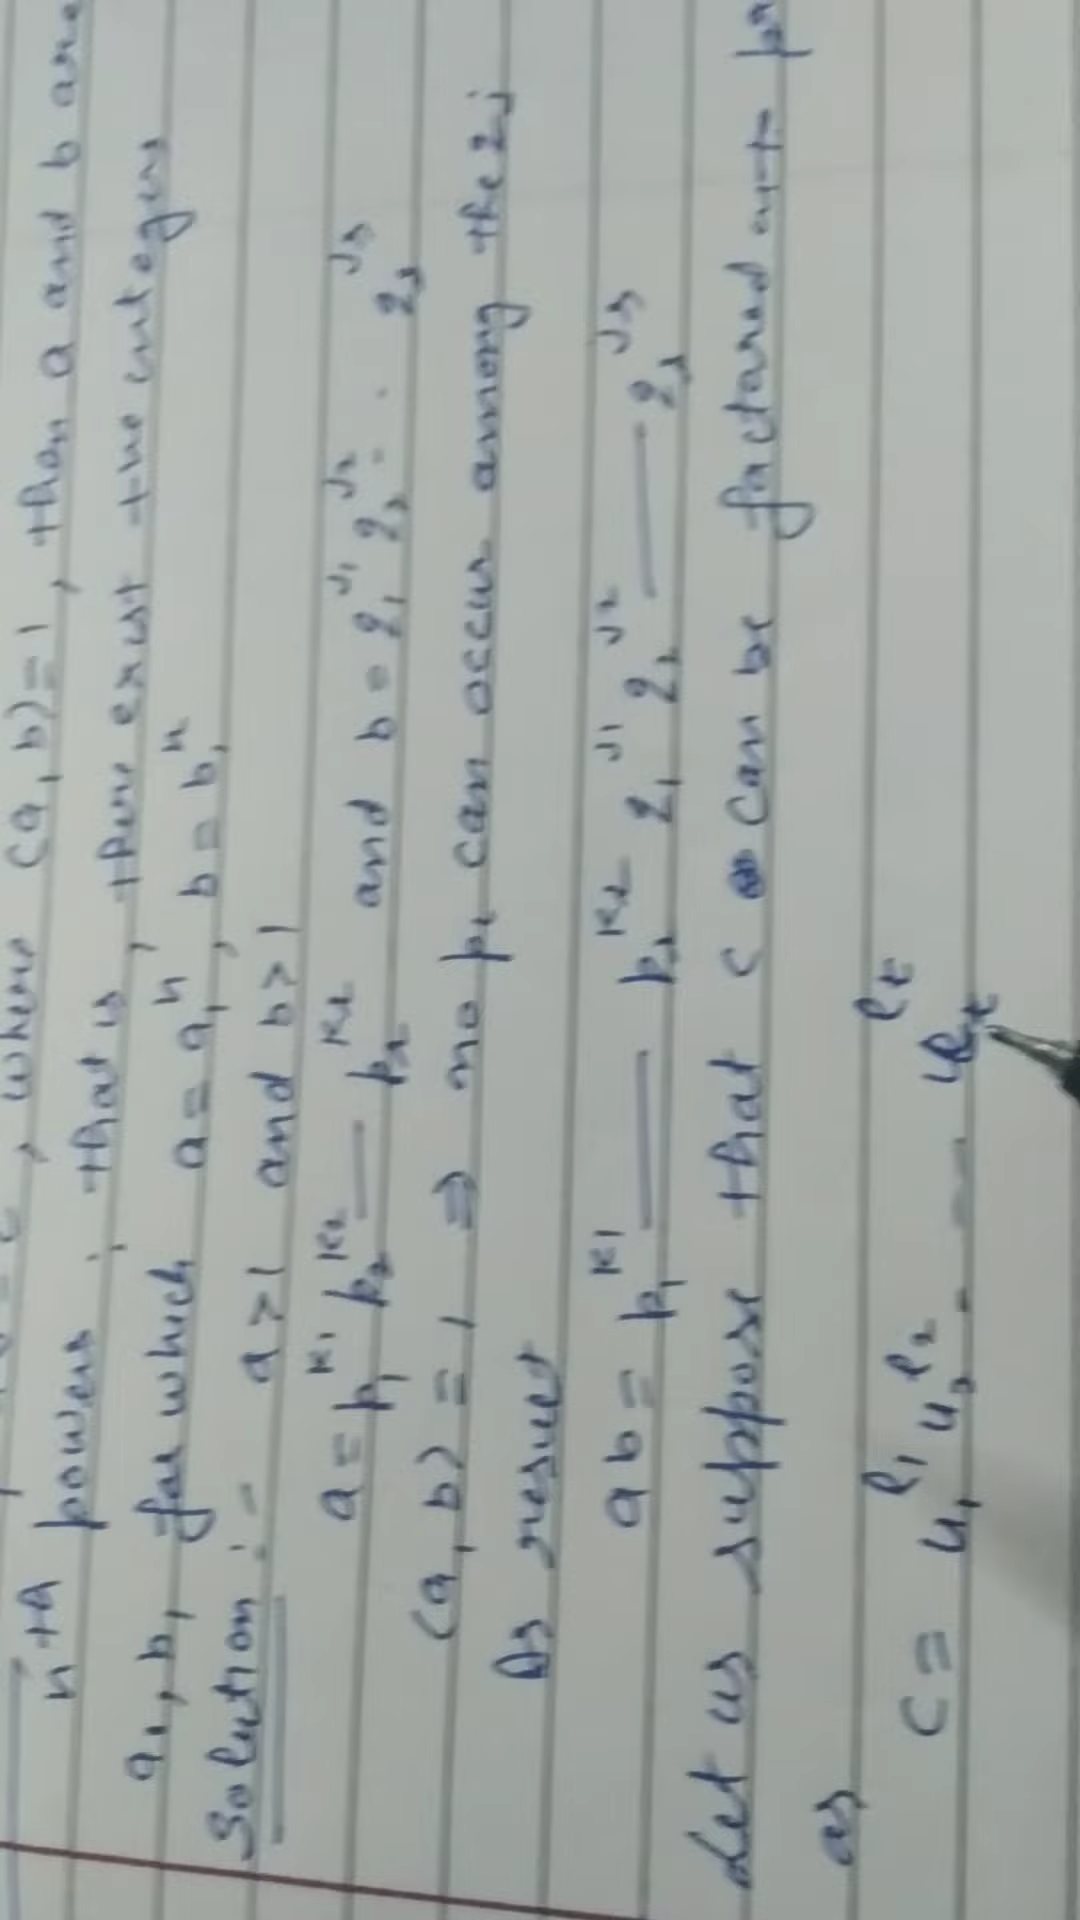 , where (a, b) = 1, then a and b are
nth powers, that is, there exist two integers
a₁, b₁ for which a = a₁ⁿ, b = b₁ⁿ
Solution :- a > 1 and b > 1
a = p₁^k₁ p₂^k₂ — p_r^k_r and b = q₁^j₁ q₂^j₂ - . q_s^j_s
(a, b) = 1 ⇒ no pᵢ can occur among the qj
As result
ab = p₁^k₁ — p_r^k_r q₁^j₁ q₂^j₂ — q_s^j_s
Let us suppose that c can be factored out
as
c = u₁^l₁ u₂^l₂ - - - u_t^l_t